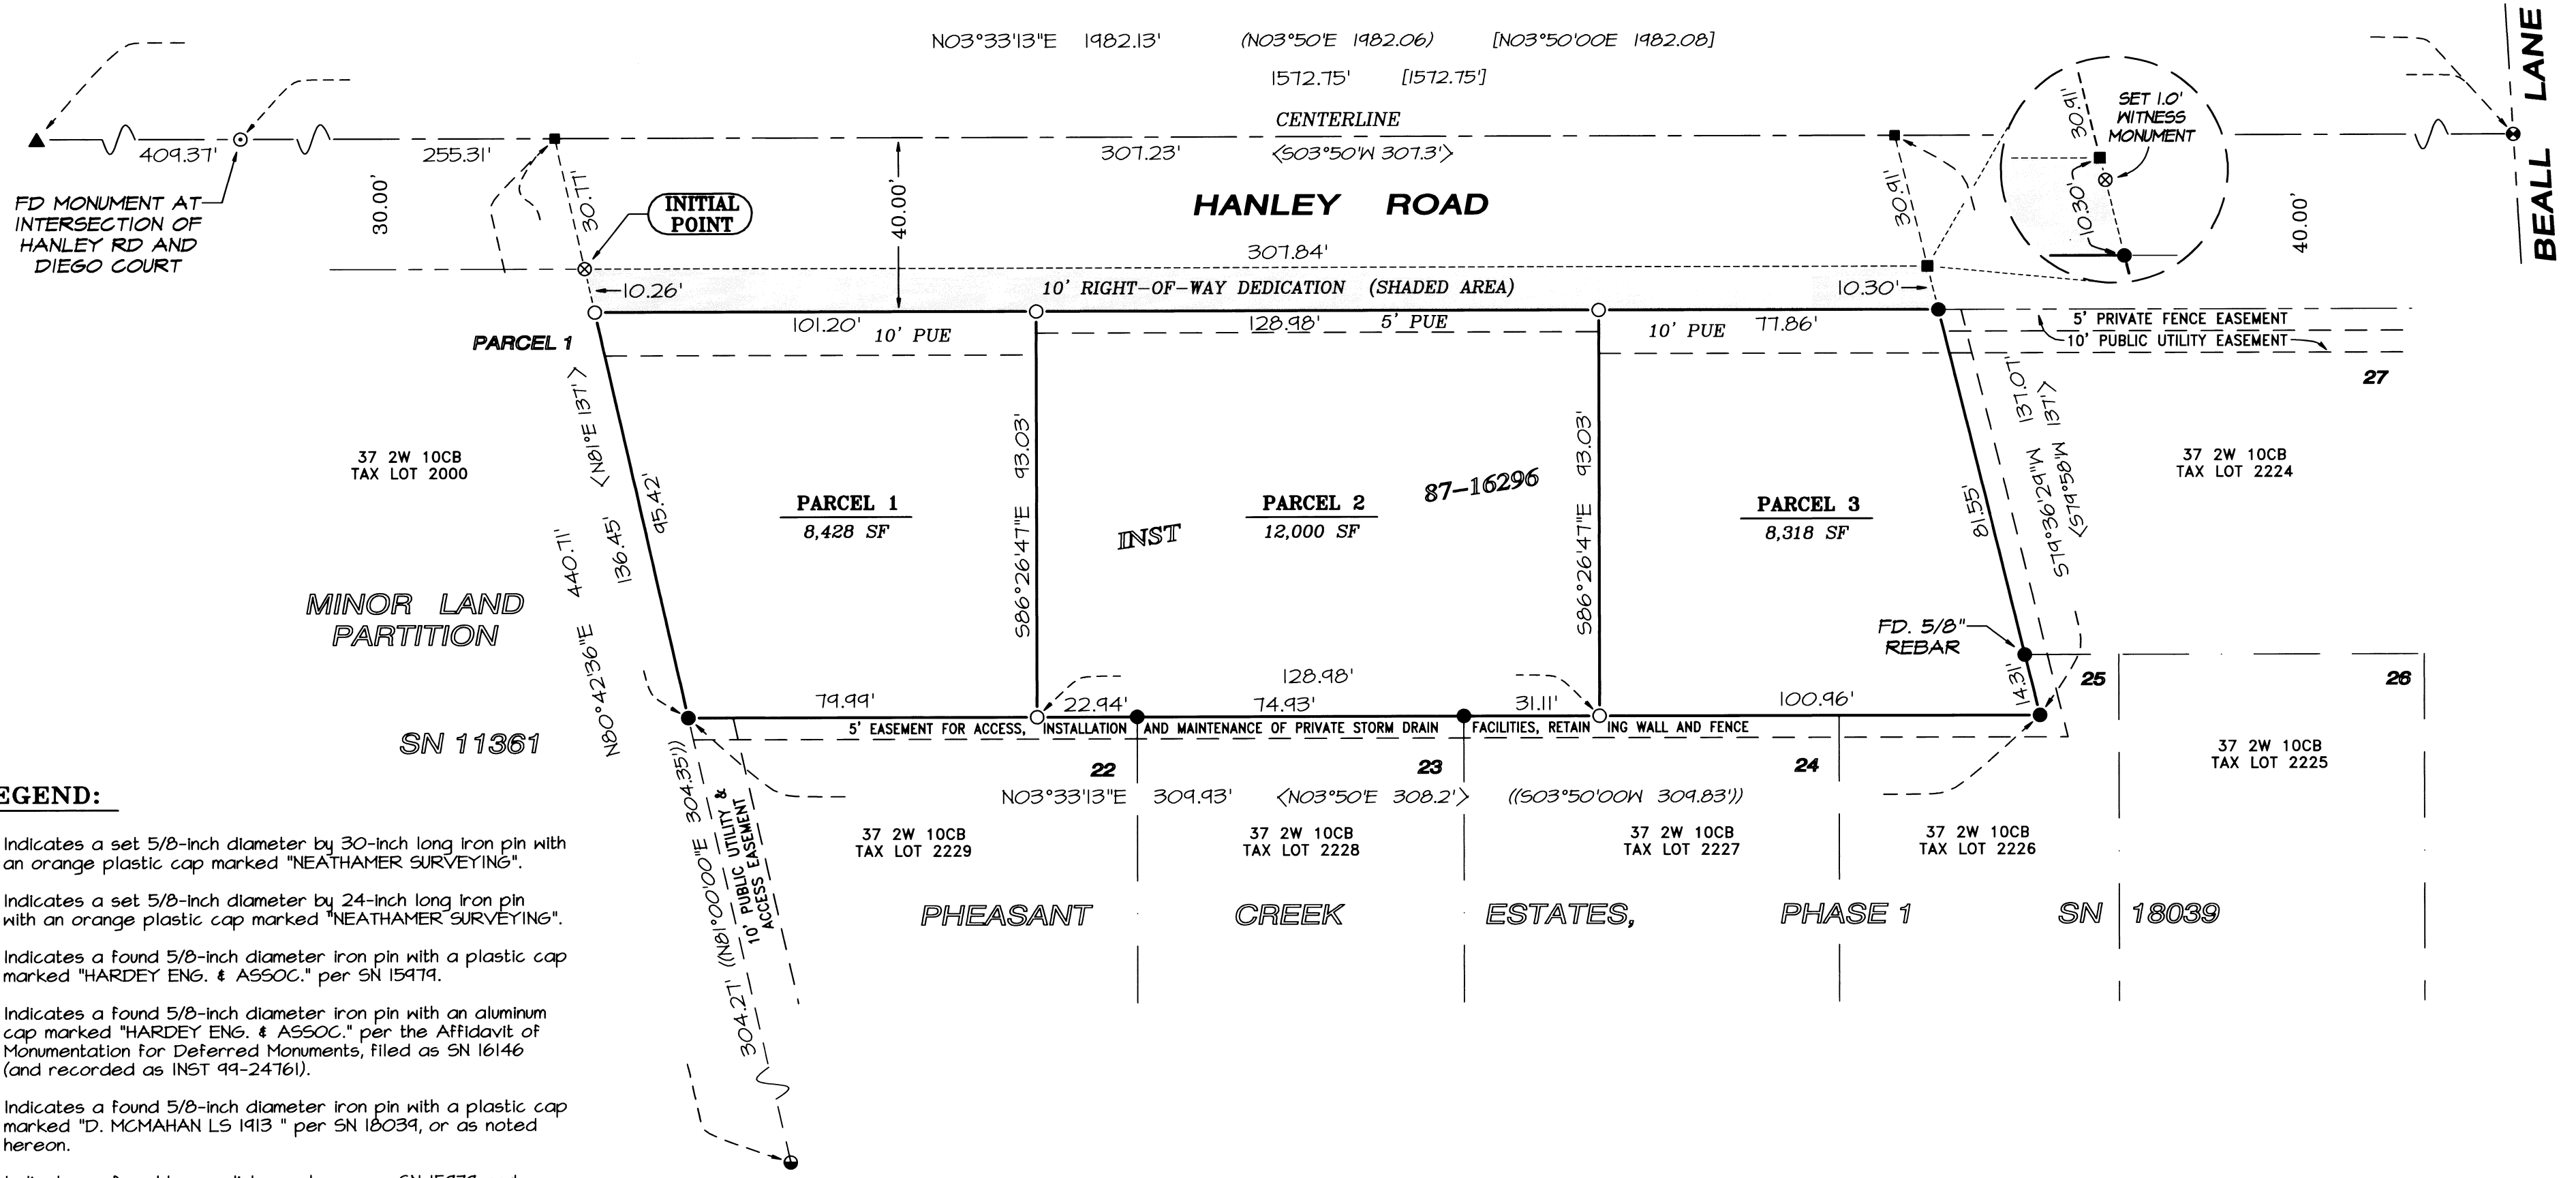 N03°33'13"E 1982.13' (N03°50'E 1982.06) [N03°50'00E 1982.08]
1572.75' [1572.75']
CENTERLINE
409.37'
255.31'
307.23' <S03°50'W 307.3'>
BEALL LANE
SET 1.0'
WITNESS
MONUMENT
30.91'
10.30'
FD MONUMENT AT
INTERSECTION OF
HANLEY RD AND
DIEGO COURT
30.00'
30.77'
INITIAL
POINT
40.00'
HANLEY ROAD
30.91'
40.00'
307.84'
10.26'
10' RIGHT-OF-WAY DEDICATION (SHADED AREA)
10.30'
PARCEL 1
101.20'
10' PUE
128.98' 5' PUE
10' PUE 77.86'
5' PRIVATE FENCE EASEMENT
10' PUBLIC UTILITY EASEMENT
27
37 2W 10CB
TAX LOT 2000
<N81°E 137'>
136.45'
95.42'
N80°42'36"E 440.71'
PARCEL 1
8,428 SF
S86°26'47"E 93.03'
INST 87-16296
PARCEL 2
12,000 SF
S86°26'47"E 93.03'
PARCEL 3
8,318 SF
81.55'
S79°36'29"W 137.07'
<S79°58'W 137'>
37 2W 10CB
TAX LOT 2224
MINOR LAND
PARTITION
SN 11361
FD. 5/8"
REBAR
14.31'
25
26
79.99'
128.98'
22.94'
74.93'
31.11'
100.96'
5' EASEMENT FOR ACCESS, INSTALLATION AND MAINTENANCE OF PRIVATE STORM DRAIN FACILITIES, RETAINING WALL AND FENCE
22
23
24
N03°33'13"E 309.93' <N03°50'E 308.2'> ((S03°50'00W 309.83'))
37 2W 10CB
TAX LOT 2225
37 2W 10CB
TAX LOT 2229
37 2W 10CB
TAX LOT 2228
37 2W 10CB
TAX LOT 2227
37 2W 10CB
TAX LOT 2226
304.27' ((N81°00'00"E 304.35'))
10' PUBLIC UTILITY &
ACCESS EASEMENT
PHEASANT CREEK ESTATES, PHASE 1 SN 18039
EGEND:
Indicates a set 5/8-inch diameter by 30-inch long iron pin with
an orange plastic cap marked "NEATHAMER SURVEYING".
Indicates a set 5/8-inch diameter by 24-inch long iron pin
with an orange plastic cap marked "NEATHAMER SURVEYING".
Indicates a found 5/8-inch diameter iron pin with a plastic cap
marked "HARDEY ENG. & ASSOC." per SN 15979.
Indicates a found 5/8-inch diameter iron pin with an aluminum
cap marked "HARDEY ENG. & ASSOC." per the Affidavit of
Monumentation for Deferred Monuments, filed as SN 16146
(and recorded as INST 99-24761).
Indicates a found 5/8-inch diameter iron pin with a plastic cap
marked "D. MCMAHAN LS 1913 " per SN 18039, or as noted
hereon.